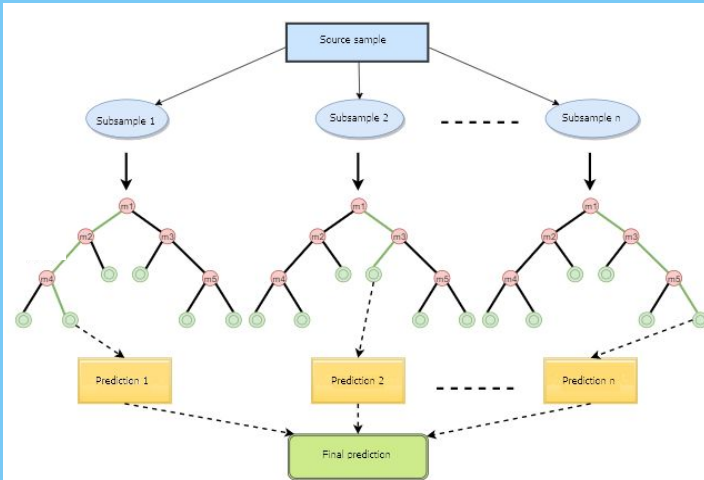 Source sample
Subsample 1
Subsample 2
Subsample n
m1
m1
m1
m2
m3
m2
m3
m2
m3
m4
m5
m4
m5
m4
m5
Prediction 1
Prediction 2
Prediction n
Final prediction